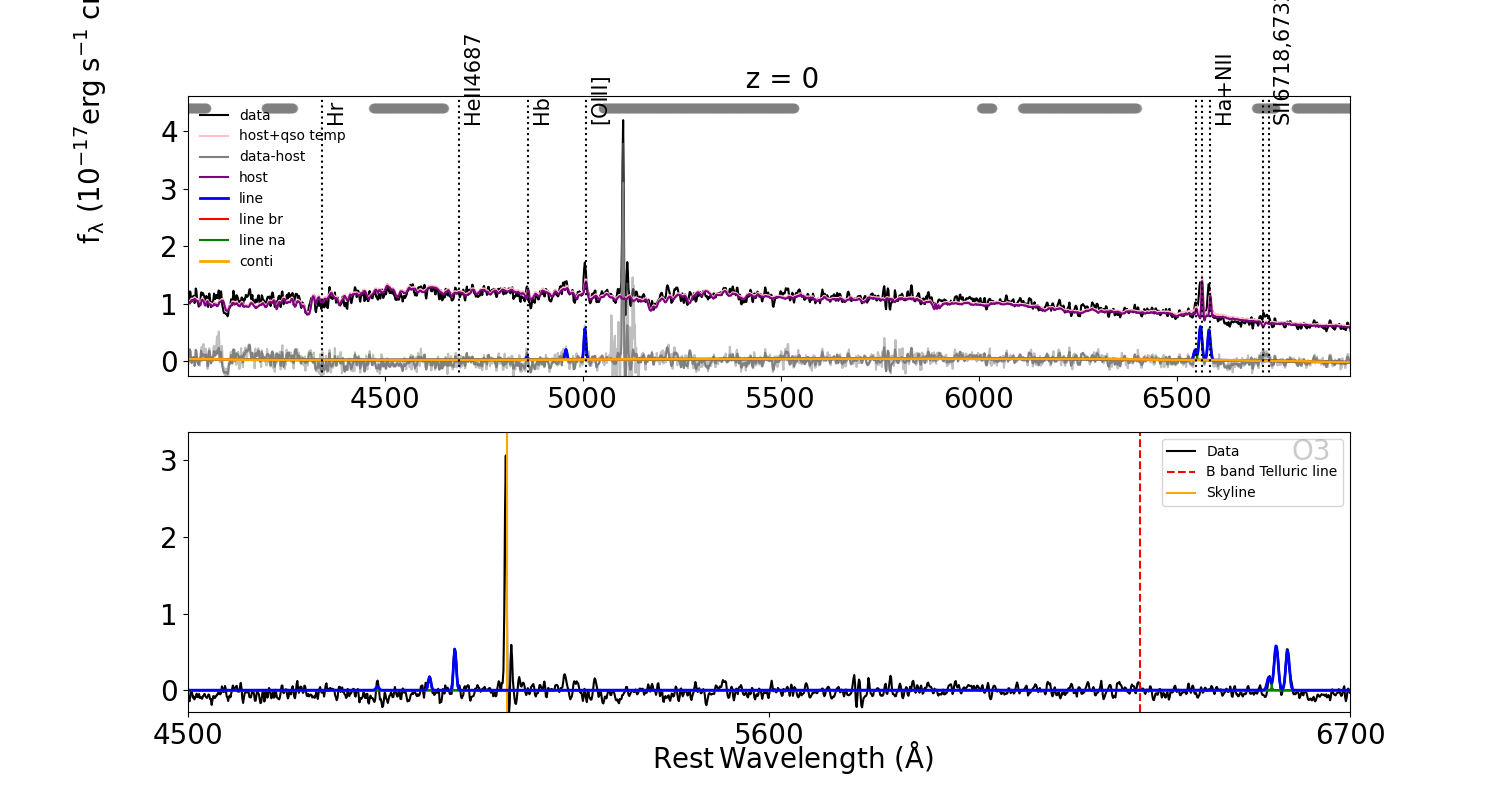 z = 0
f_λ (10^{-17} erg s^{-1}
Hr
HeII4687
Hb
[OIII]
Ha+NII
SII6718,673
data
host+qso temp
data-host
host
line
line br
line na
conti
4
3
2
1
0
4500 5000 5500 6000 6500
O3
Data
B band Telluric line
Skyline
3
2
1
0
4500 5600 6700
Rest Wavelength (Å)